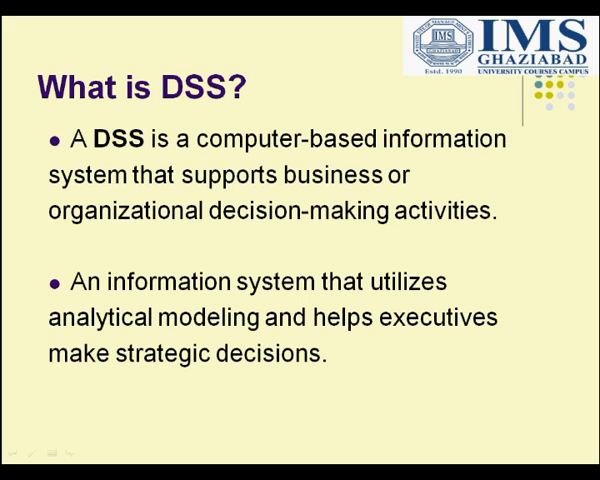 IMS
GHAZIABAD
UNIVERSITY COURSES CAMPUS
Estd. 1990
What is DSS?
A DSS is a computer-based information
system that supports business or
organizational decision-making activities.
An information system that utilizes
analytical modeling and helps executives
make strategic decisions.